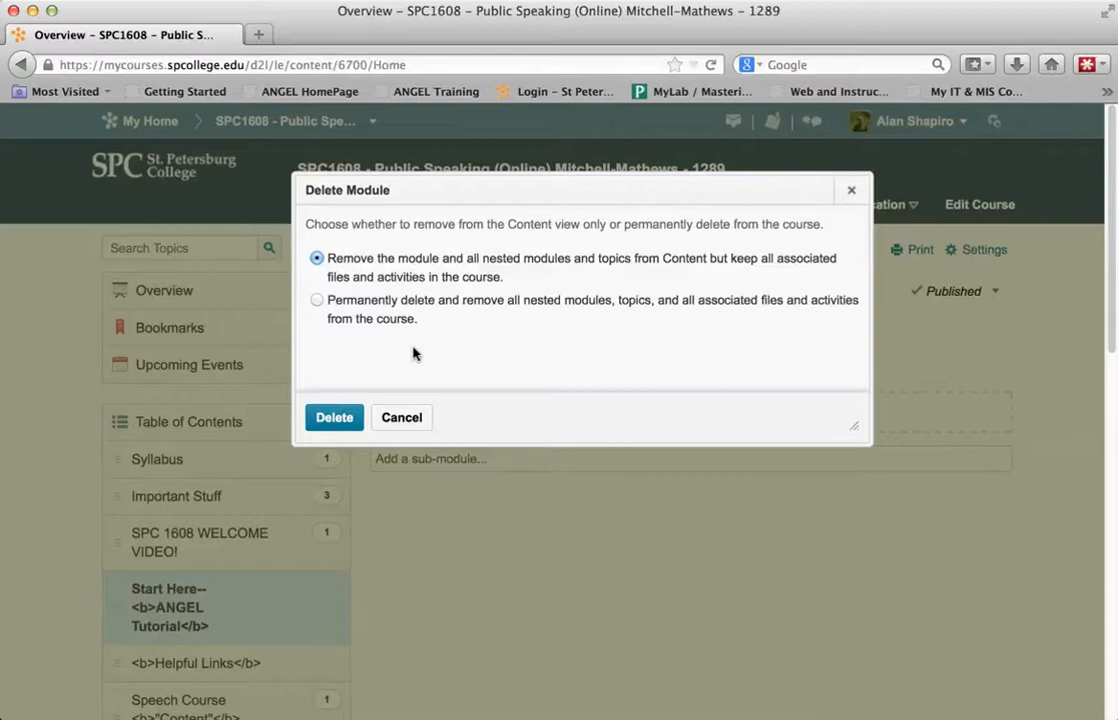 Overview – SPC1608 – Public Speaking (Online) Mitchell-Mathews – 1289
Overview – SPC1608 – Public S...
https://mycourses.spcollege.edu/d2l/le/content/6700/Home
Google
Most Visited
Getting Started
ANGEL HomePage
ANGEL Training
Login – St Peter...
MyLab / Masteri...
Web and Instruc...
My IT & MIS Co...
My Home
SPC1608 - Public Spe...
Alan Shapiro
SPC St. Petersburg College
SPC1608 - Public Speaking (Online) Mitchell-Mathews - 1289
Edit Course
Delete Module
Choose whether to remove from the Content view only or permanently delete from the course.
Remove the module and all nested modules and topics from Content but keep all associated
files and activities in the course.
Permanently delete and remove all nested modules, topics, and all associated files and activities
from the course.
Delete
Cancel
Search Topics
Print
Settings
Overview
Published
Bookmarks
Upcoming Events
Table of Contents
Syllabus 1
Add a sub-module...
Important Stuff 3
SPC 1608 WELCOME 1
VIDEO!
Start Here--
<b>ANGEL
Tutorial</b>
<b>Helpful Links</b>
Speech Course 1
<b>"Content"</b>